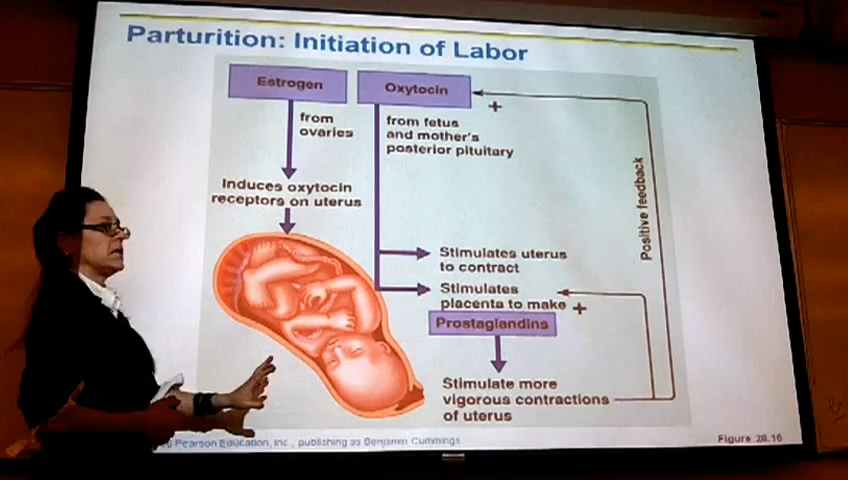 Parturition: Initiation of Labor
Estrogen
Oxytocin
+
from
ovaries
from fetus
and mother's
posterior pituitary
Induces oxytocin
receptors on uterus
Positive feedback
Stimulates uterus
to contract
Stimulates
placenta to make
+
Prostaglandins
Stimulate more
vigorous contractions
of uterus
Pearson Education, Inc., publishing as Benjamin Cummings
Figure 28.16